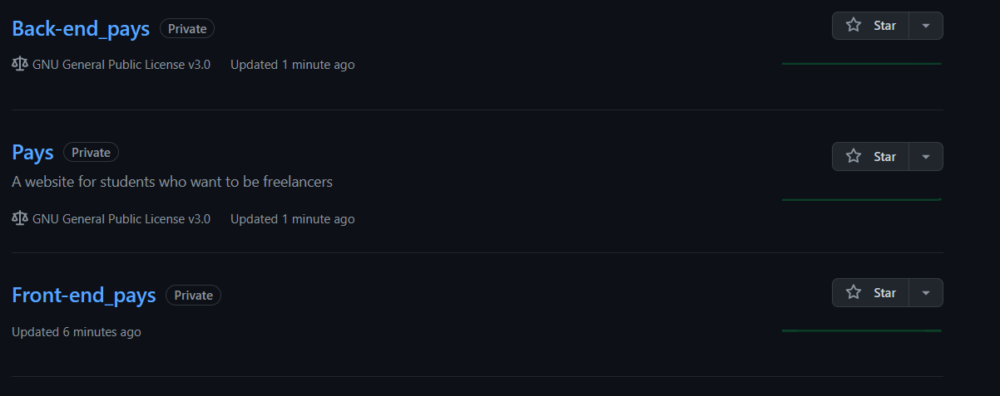 Back-end_pays Private Star
GNU General Public License v3.0 Updated 1 minute ago
Pays Private Star
A website for students who want to be freelancers
GNU General Public License v3.0 Updated 1 minute ago
Front-end_pays Private Star
Updated 6 minutes ago